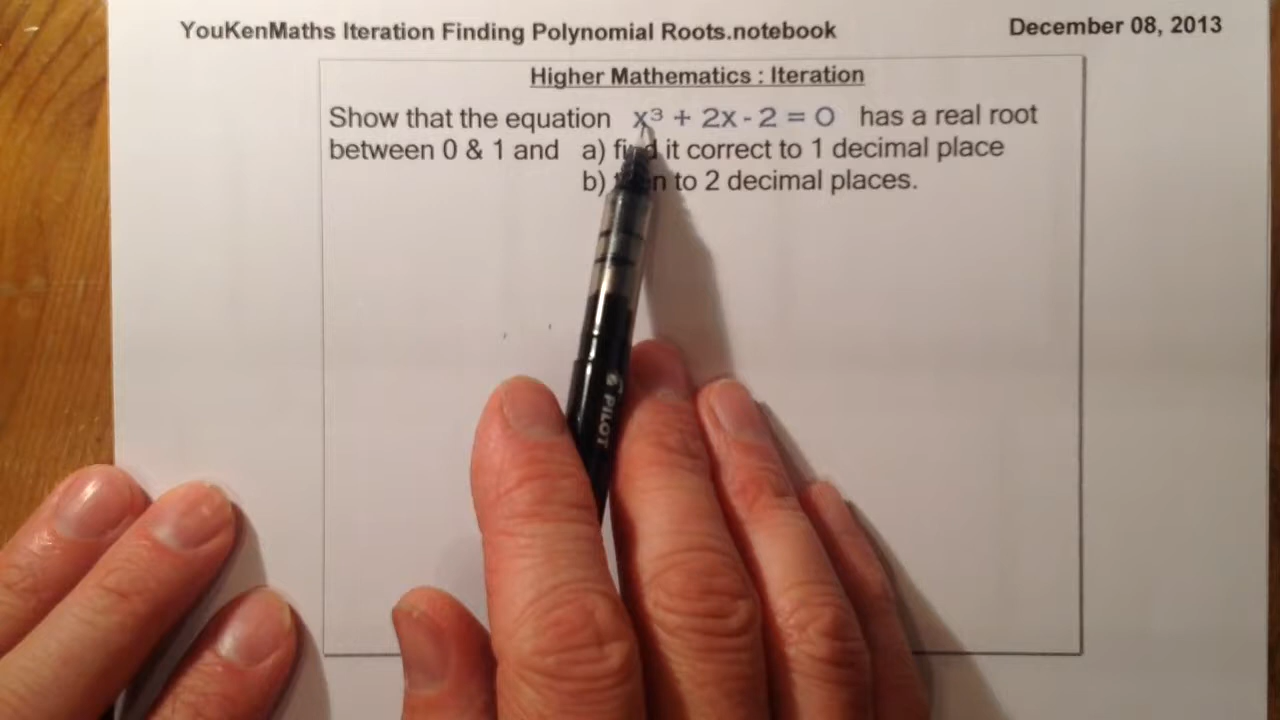 YouKenMaths Iteration Finding Polynomial Roots.notebook
December 08, 2013
Higher Mathematics : Iteration
Show that the equation x³ + 2x - 2 = 0 has a real root
between 0 & 1 and a) find it correct to 1 decimal place
b) to 2 decimal places.
PILOT